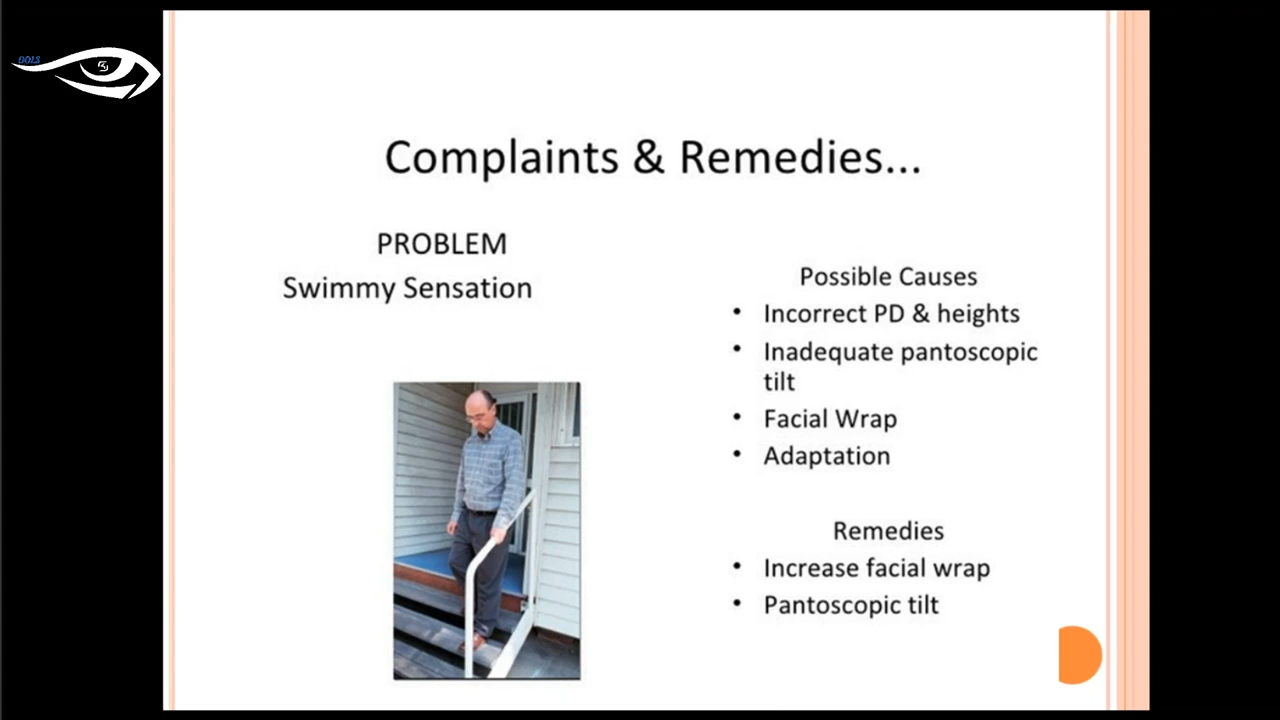 DOLS
Complaints & Remedies...
PROBLEM
Swimmy Sensation
Possible Causes
• Incorrect PD & heights
• Inadequate pantoscopic
tilt
• Facial Wrap
• Adaptation
Remedies
• Increase facial wrap
• Pantoscopic tilt